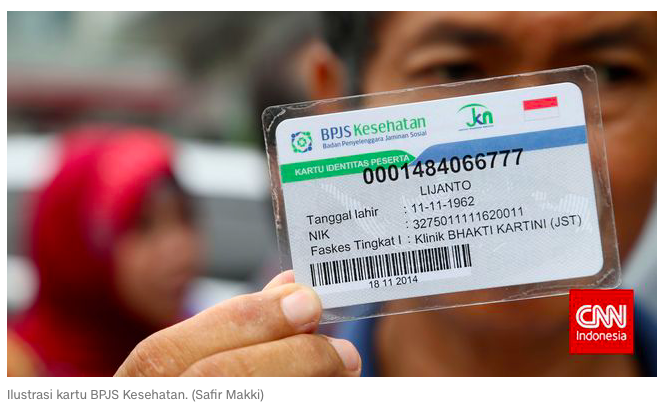 BPJS Kesehatan
Badan Penyelenggara Jaminan Sosial
jkn
KARTU IDENTITAS PESERTA
0001484066777
LIJANTO
Tanggal lahir : 11-11-1962
NIK : 3275011111620011
Faskes Tingkat I : Klinik BHAKTI KARTINI (JST)
18 11 2014
CNN
Indonesia
Ilustrasi kartu BPJS Kesehatan. (Safir Makki)